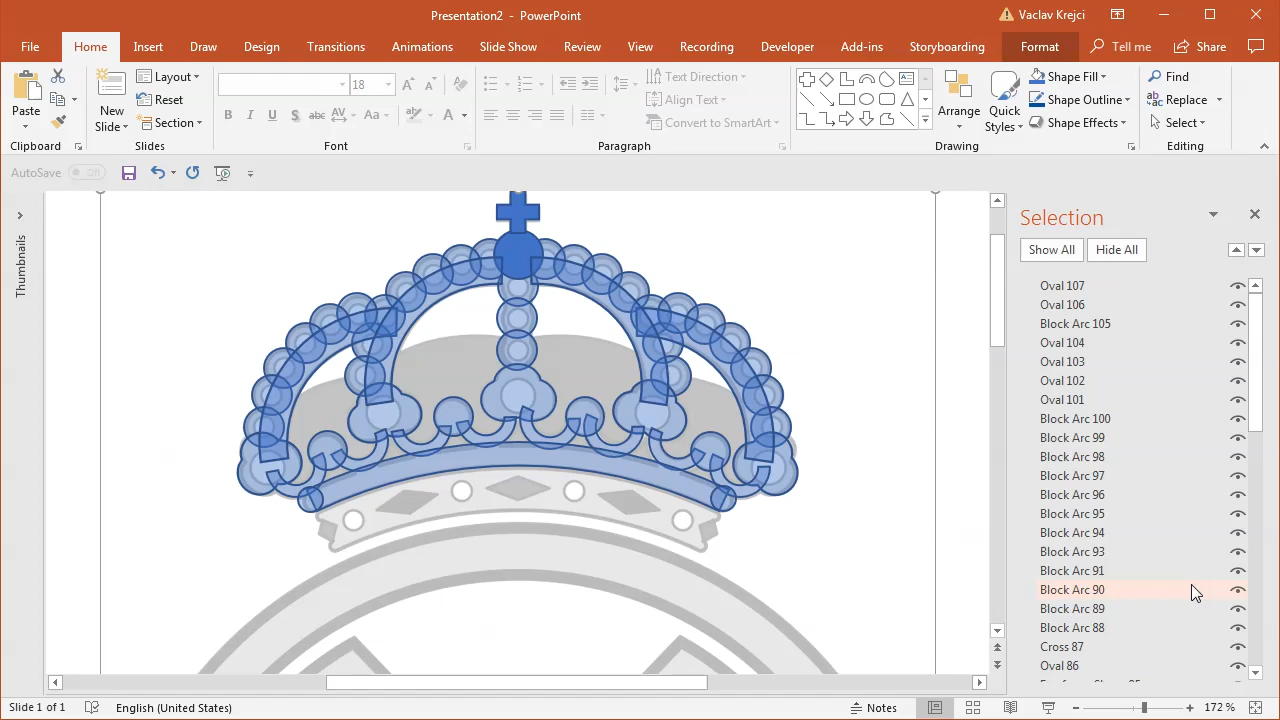 Presentation2 - PowerPoint
Vaclav Krejci
File Home Insert Draw Design Transitions Animations Slide Show Review View Recording Developer Add-ins Storyboarding Format Tell me Share
Paste
New
Slide
Layout
Reset
Section
18
B I U S abc AV Aa A
Text Direction
Align Text
Convert to SmartArt
Arrange
Quick
Styles
Shape Fill
Shape Outline
Shape Effects
Find
Replace
Select
Clipboard Slides Font Paragraph Drawing Editing
AutoSave Off
Thumbnails
Selection
Show All Hide All
Oval 107
Oval 106
Block Arc 105
Oval 104
Oval 103
Oval 102
Oval 101
Block Arc 100
Block Arc 99
Block Arc 98
Block Arc 97
Block Arc 96
Block Arc 95
Block Arc 94
Block Arc 93
Block Arc 91
Block Arc 90
Block Arc 89
Block Arc 88
Cross 87
Oval 86
Slide 1 of 1 English (United States) Notes 172 %